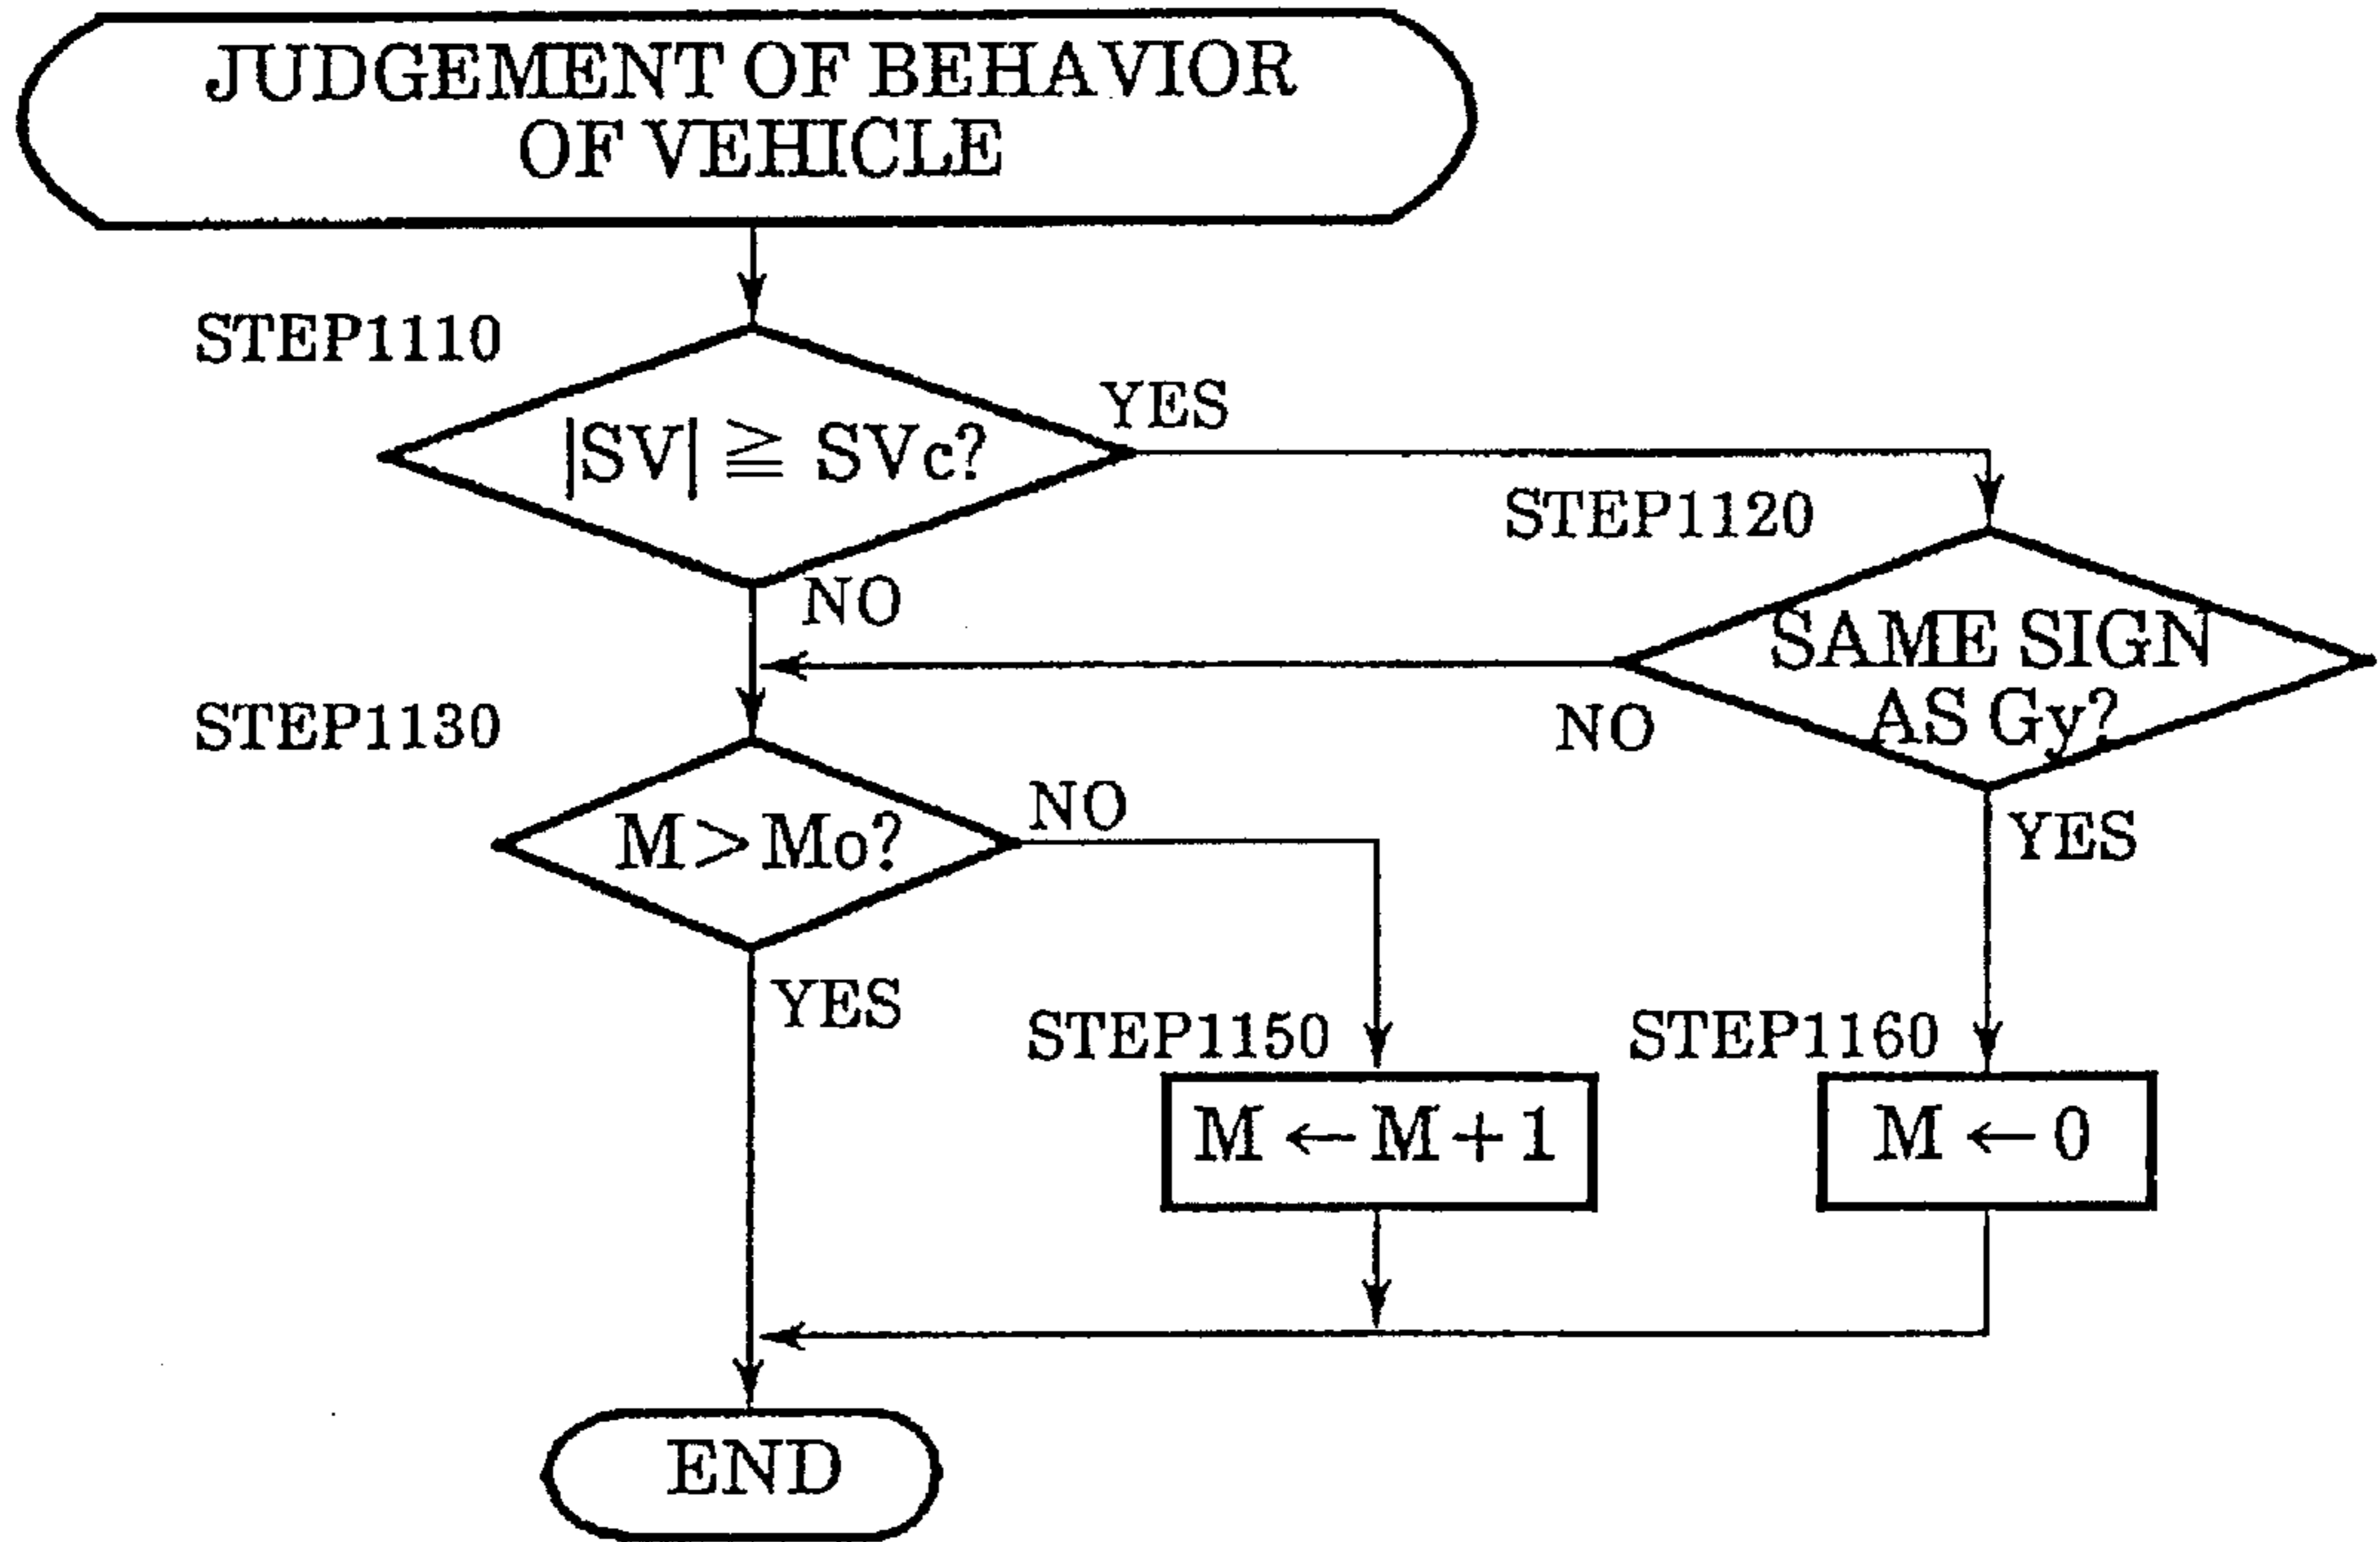 JUDGEMENT OF BEHAVIOR
OF VEHICLE
STEP1110
|SV| ≧ SVc?
YES
NO
STEP1120
SAME SIGN
AS Gy?
NO
YES
STEP1130
M > Mo?
NO
YES
STEP1150
M ← M + 1
STEP1160
M ← 0
END